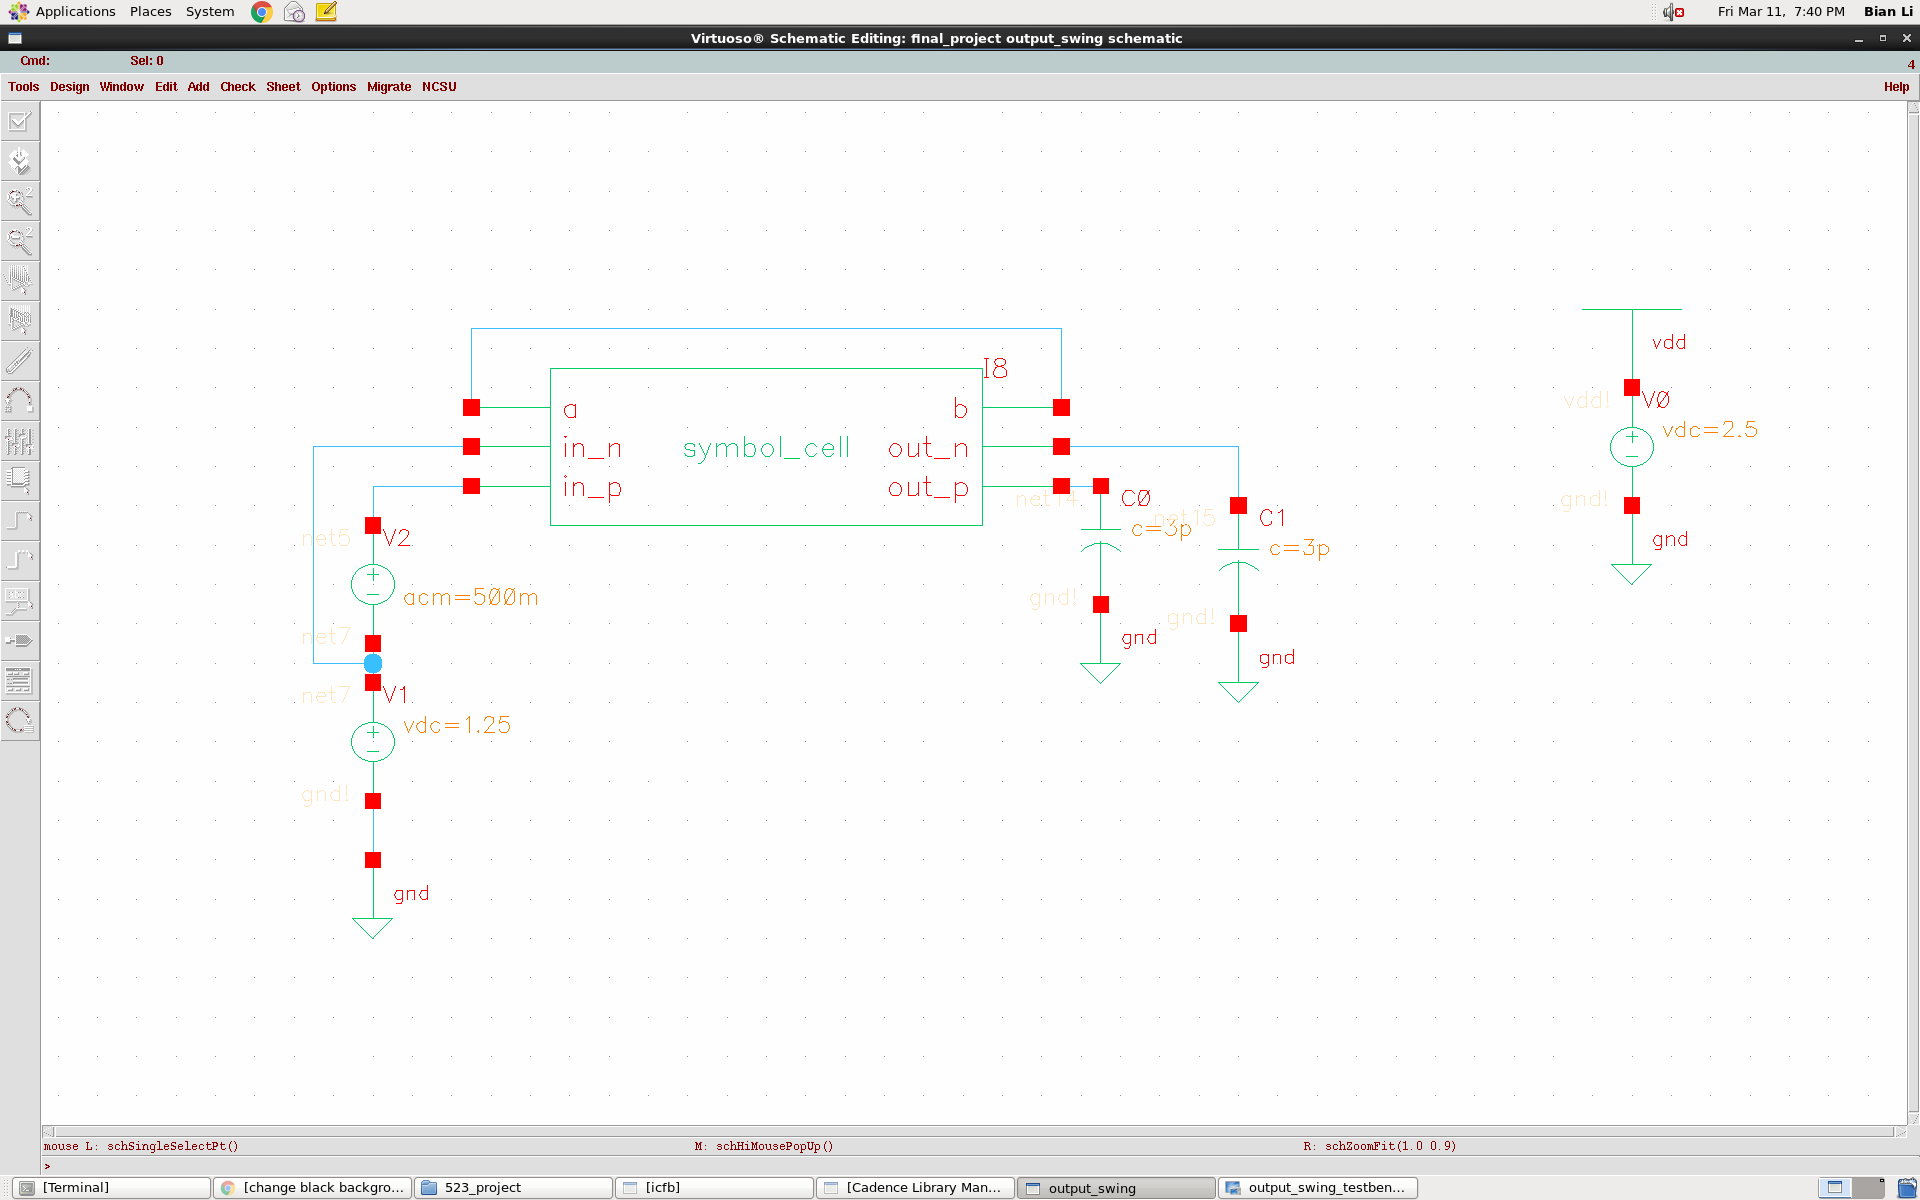 Applications Places System Fri Mar 11, 7:40 PM Bian Li
Virtuoso® Schematic Editing: final_project output_swing schematic
Cmd: Sel: 0 4
Tools Design Window Edit Add Check Sheet Options Migrate NCSU Help
I8
a b
in_n symbol_cell out_n
in_p out_p
net14 C0
c=3p
gnd!
gnd
net15 C1
c=3p
gnd!
gnd
vdd
vdd! V0
vdc=2.5
gnd!
gnd
net5 V2
acm=500m
net7
net7 V1
vdc=1.25
gnd!
gnd
mouse L: schSingleSelectPt() M: schHiMousePopUp() R: schZoomFit(1.0 0.9)
>
[Terminal] [change black backgro... 523_project [icfb] [Cadence Library Man... output_swing output_swing_testben...